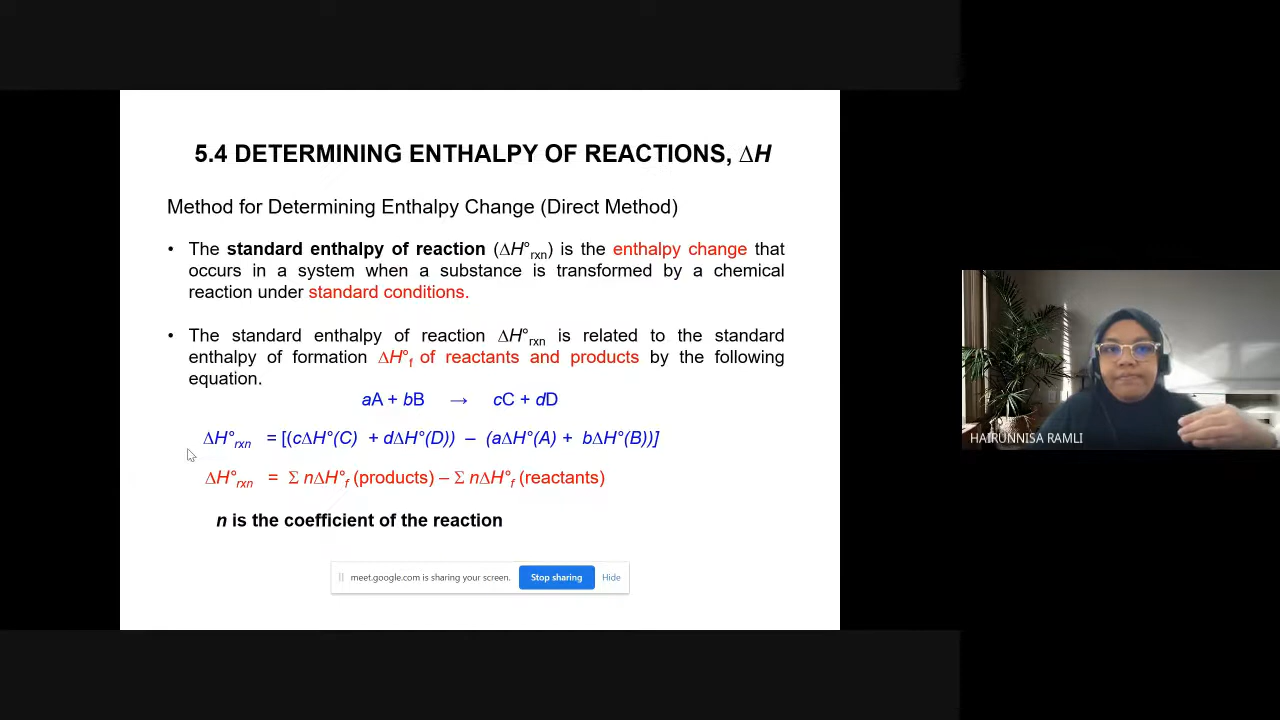 5.4 DETERMINING ENTHALPY OF REACTIONS, ΔH
Method for Determining Enthalpy Change (Direct Method)
• The standard enthalpy of reaction (ΔH°rxn) is the enthalpy change that
occurs in a system when a substance is transformed by a chemical
reaction under standard conditions.
• The standard enthalpy of reaction ΔH°rxn is related to the standard
enthalpy of formation ΔH°f of reactants and products by the following
equation.
aA + bB → cC + dD
ΔH°rxn = [(cΔH°(C) + dΔH°(D)) – (aΔH°(A) + bΔH°(B))]
ΔH°rxn = Σ nΔH°f (products) – Σ nΔH°f (reactants)
n is the coefficient of the reaction
meet.google.com is sharing your screen. Stop sharing Hide
HAIRUNNISA RAMLI